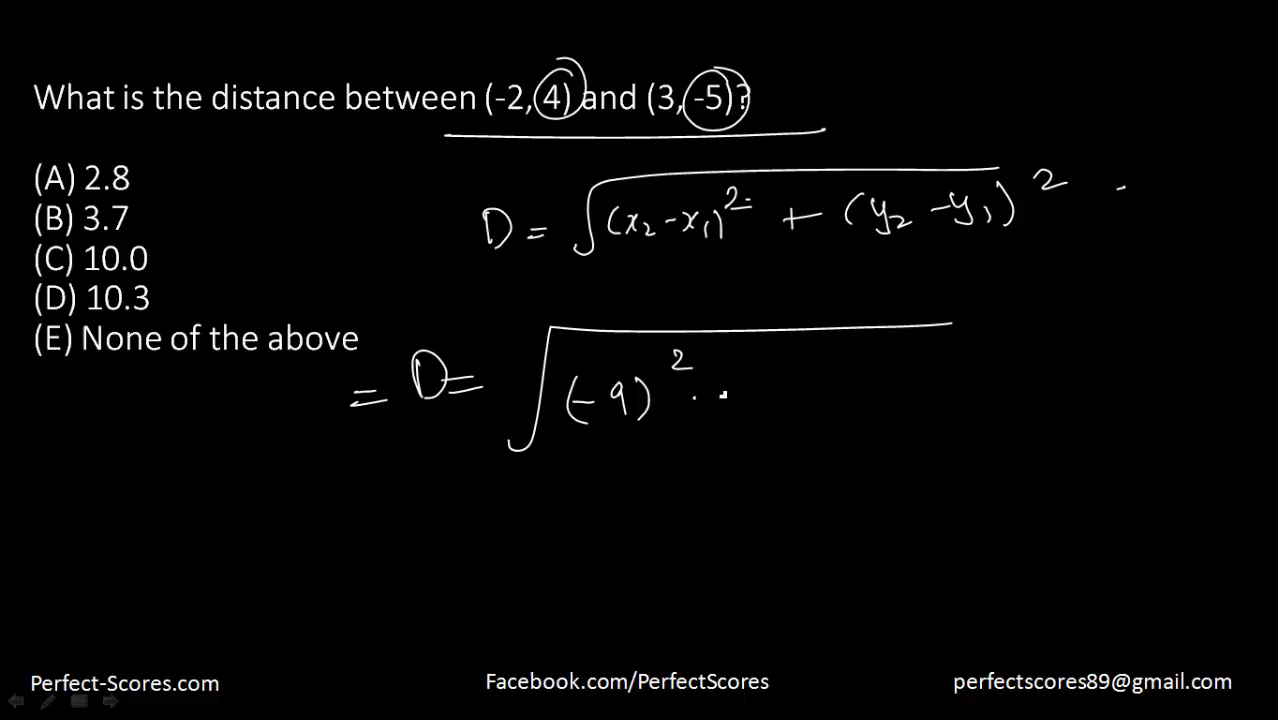 What is the distance between (-2,4) and (3,-5)?
(A) 2.8
(B) 3.7
(C) 10.0
(D) 10.3
(E) None of the above
D = √(x₂ - x₁)² + (y₂ - y₁)²
= D = √(-9)²
Perfect-Scores.com
Facebook.com/PerfectScores
perfectscores89@gmail.com